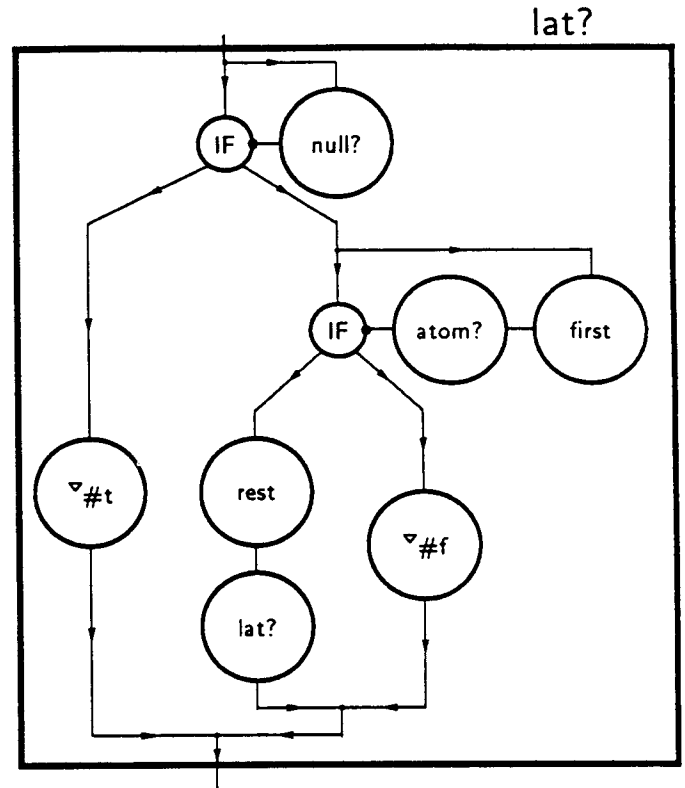 lat?
IF
null?
IF
atom?
first
▽#t
rest
▽#f
lat?